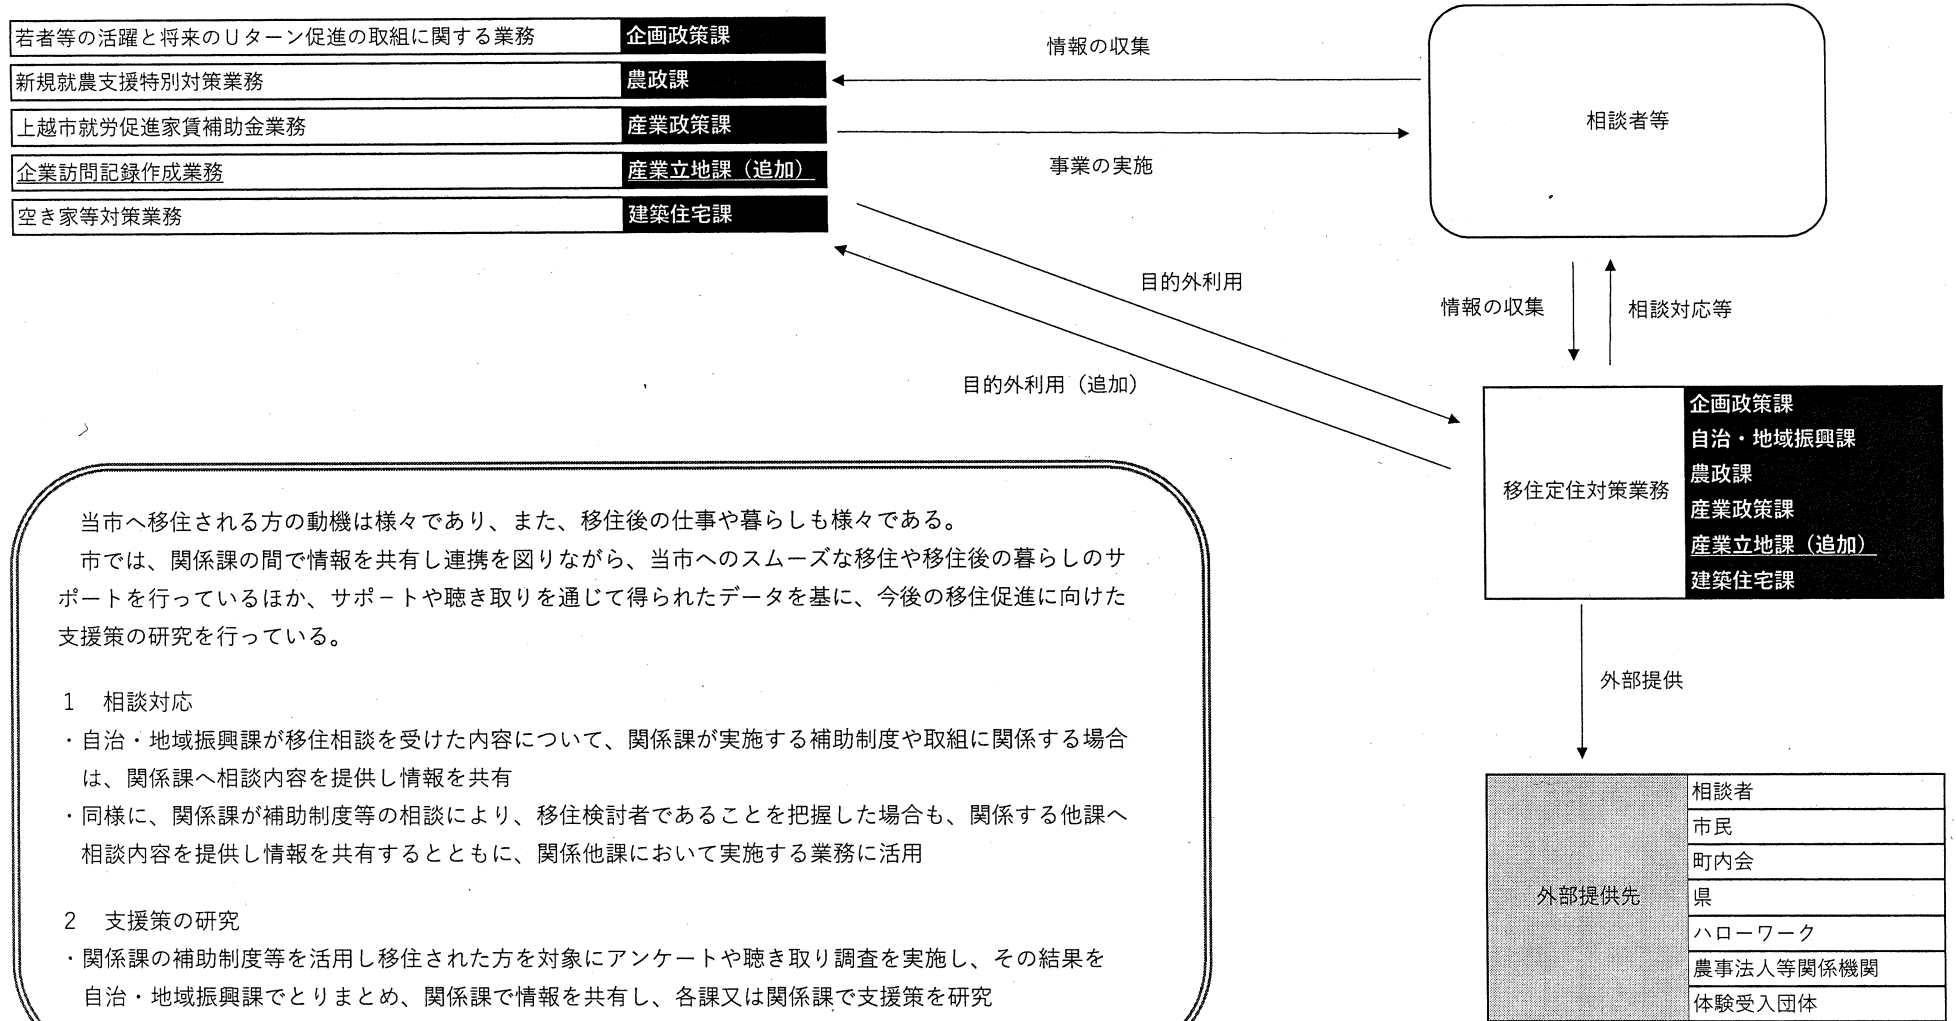 若者等の活躍と将来のUターン促進の取組に関する業務 企画政策課
新規就農支援特別対策業務 農政課
上越市就労促進家賃補助金業務 産業政策課
企業訪問記録作成業務 産業立地課（追加）
空き家等対策業務 建築住宅課
情報の収集
事業の実施
相談者等
目的外利用
目的外利用（追加）
情報の収集
相談対応等
移住定住対策業務
企画政策課
自治・地域振興課
農政課
産業政策課
産業立地課（追加）
建築住宅課
外部提供
外部提供先
相談者
市民
町内会
県
ハローワーク
農事法人等関係機関
体験受入団体
当市へ移住される方の動機は様々であり、また、移住後の仕事や暮らしも様々である。
市では、関係課の間で情報を共有し連携を図りながら、当市へのスムーズな移住や移住後の暮らしのサ
ポートを行っているほか、サポートや聴き取りを通じて得られたデータを基に、今後の移住促進に向けた
支援策の研究を行っている。
1 相談対応
・自治・地域振興課が移住相談を受けた内容について、関係課が実施する補助制度や取組に関係する場合
は、関係課へ相談内容を提供し情報を共有
・同様に、関係課が補助制度等の相談により、移住検討者であることを把握した場合も、関係する他課へ
相談内容を提供し情報を共有するとともに、関係他課において実施する業務に活用
2 支援策の研究
・関係課の補助制度等を活用し移住された方を対象にアンケートや聴き取り調査を実施し、その結果を
自治・地域振興課でとりまとめ、関係課で情報を共有し、各課又は関係課で支援策を研究